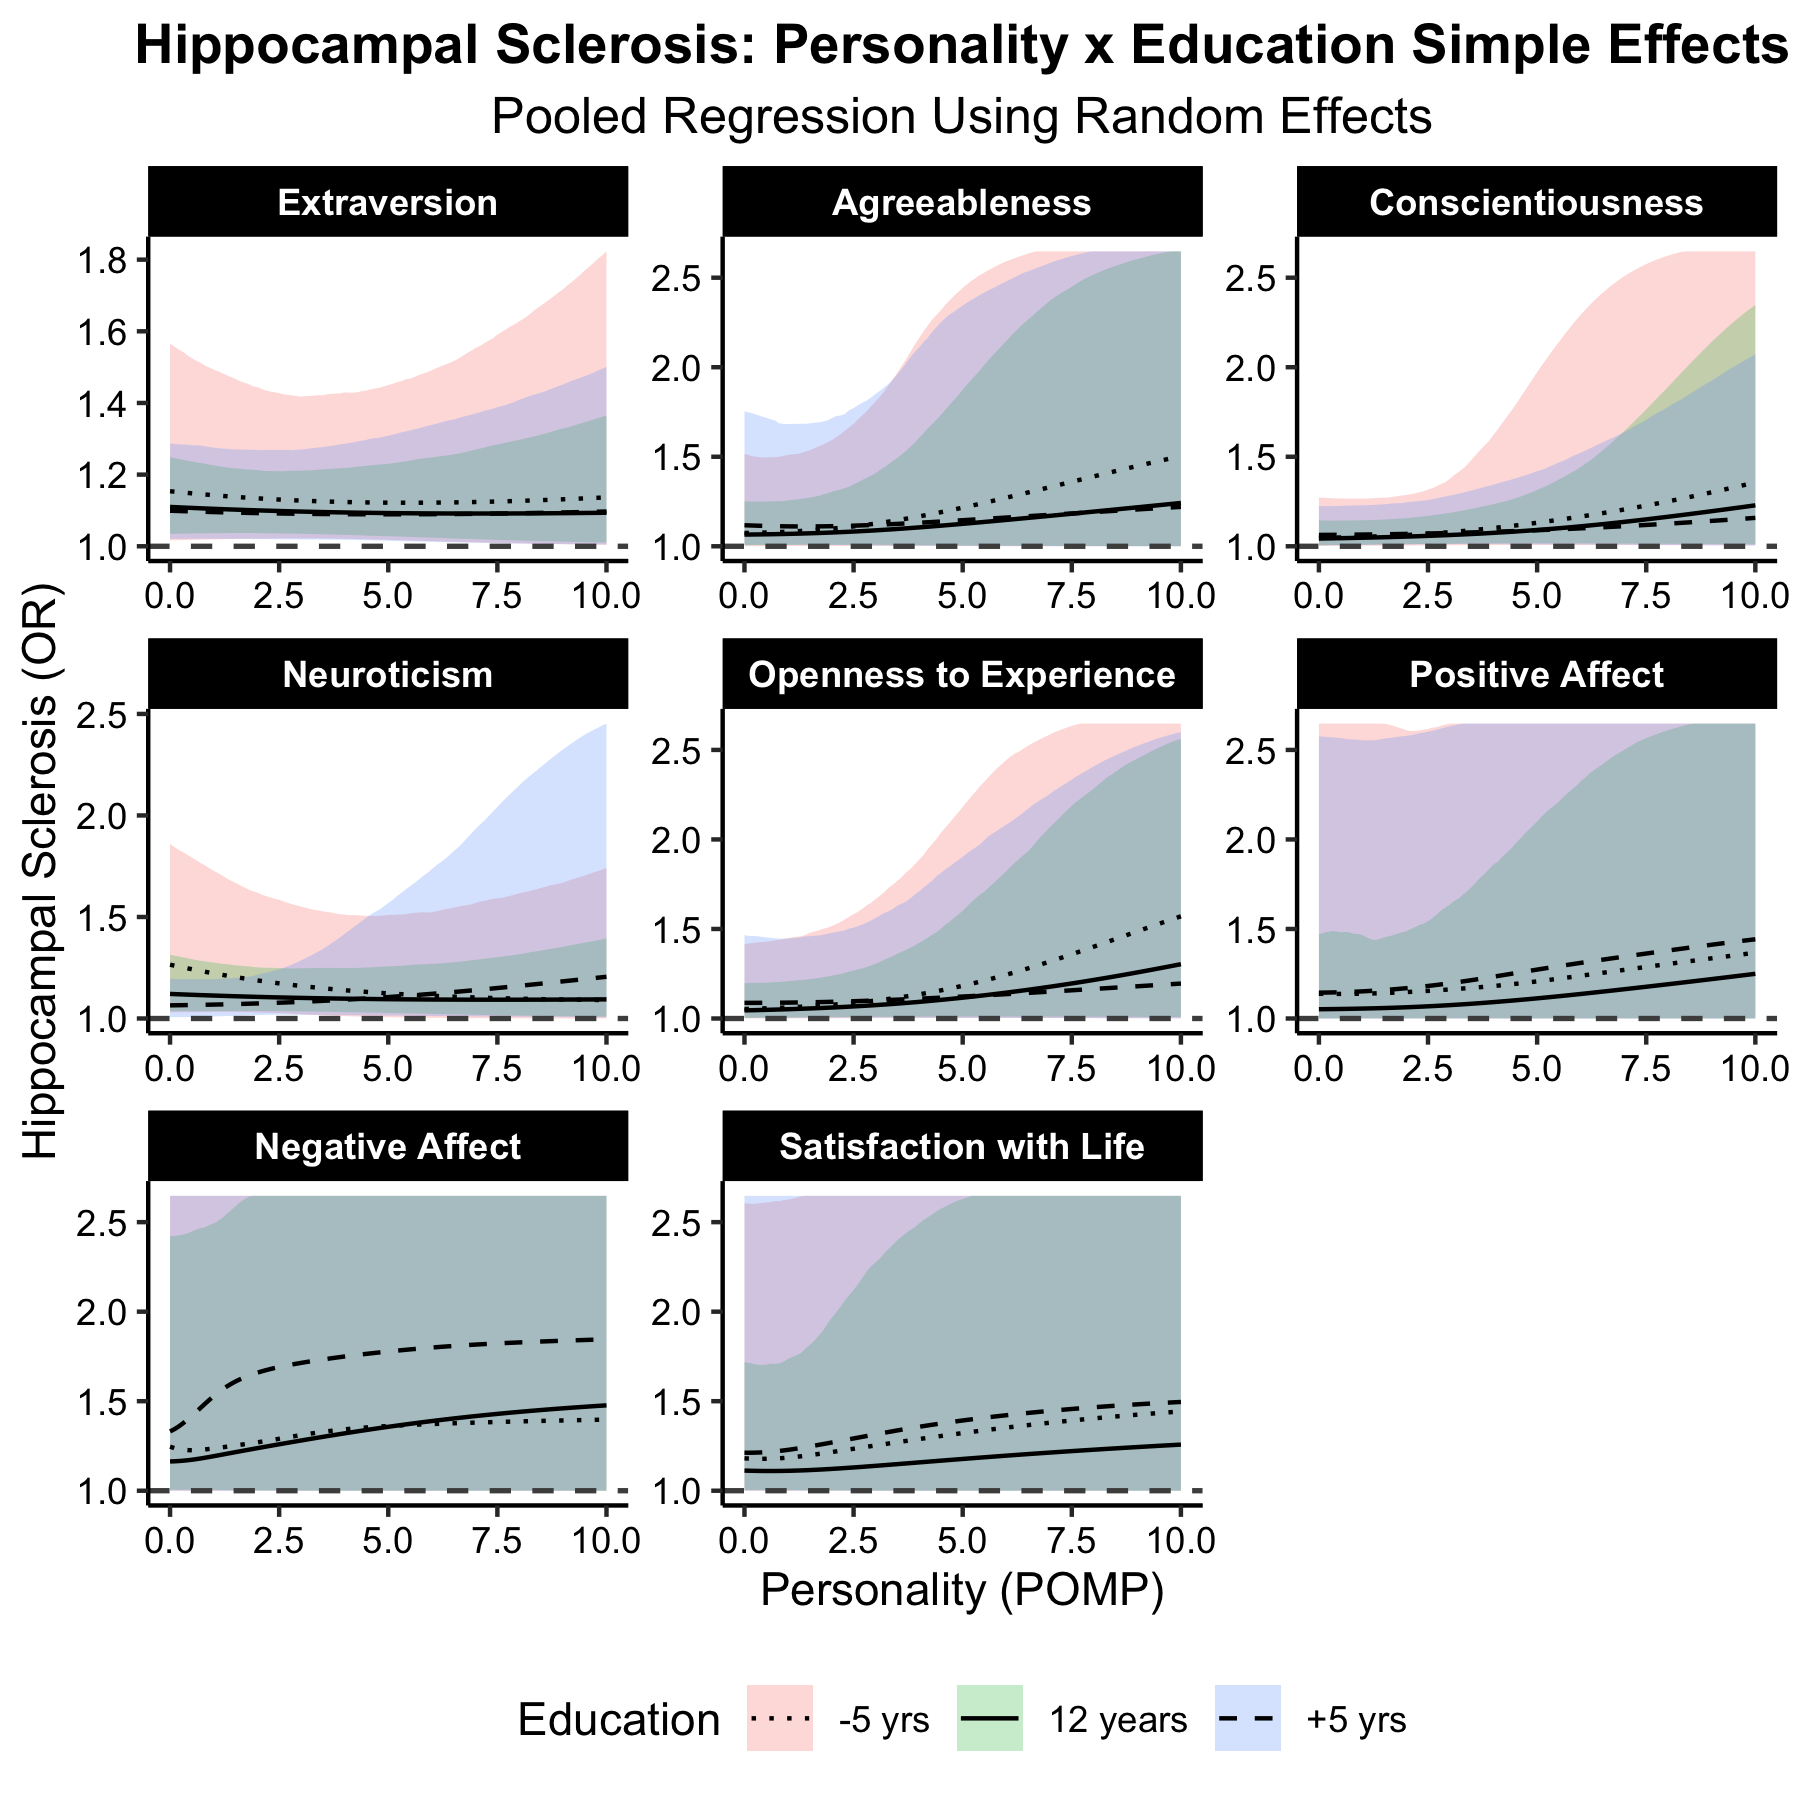 Hippocampal Sclerosis: Personality x Education Simple Effects
Pooled Regression Using Random Effects
Extraversion
Agreeableness
Conscientiousness
1.8
1.6
1.4
1.2
1.0
2.5
2.0
1.5
1.0
2.5
2.0
1.5
1.0
0.0 2.5 5.0 7.5 10.0
0.0 2.5 5.0 7.5 10.0
0.0 2.5 5.0 7.5 10.0
Hippocampal Sclerosis (OR)
Neuroticism
Openness to Experience
Positive Affect
2.5
2.0
1.5
1.0
2.5
2.0
1.5
1.0
2.5
2.0
1.5
1.0
0.0 2.5 5.0 7.5 10.0
0.0 2.5 5.0 7.5 10.0
0.0 2.5 5.0 7.5 10.0
Negative Affect
Satisfaction with Life
2.5
2.0
1.5
1.0
2.5
2.0
1.5
1.0
0.0 2.5 5.0 7.5 10.0
0.0 2.5 5.0 7.5 10.0
Personality (POMP)
Education -5 yrs 12 years +5 yrs